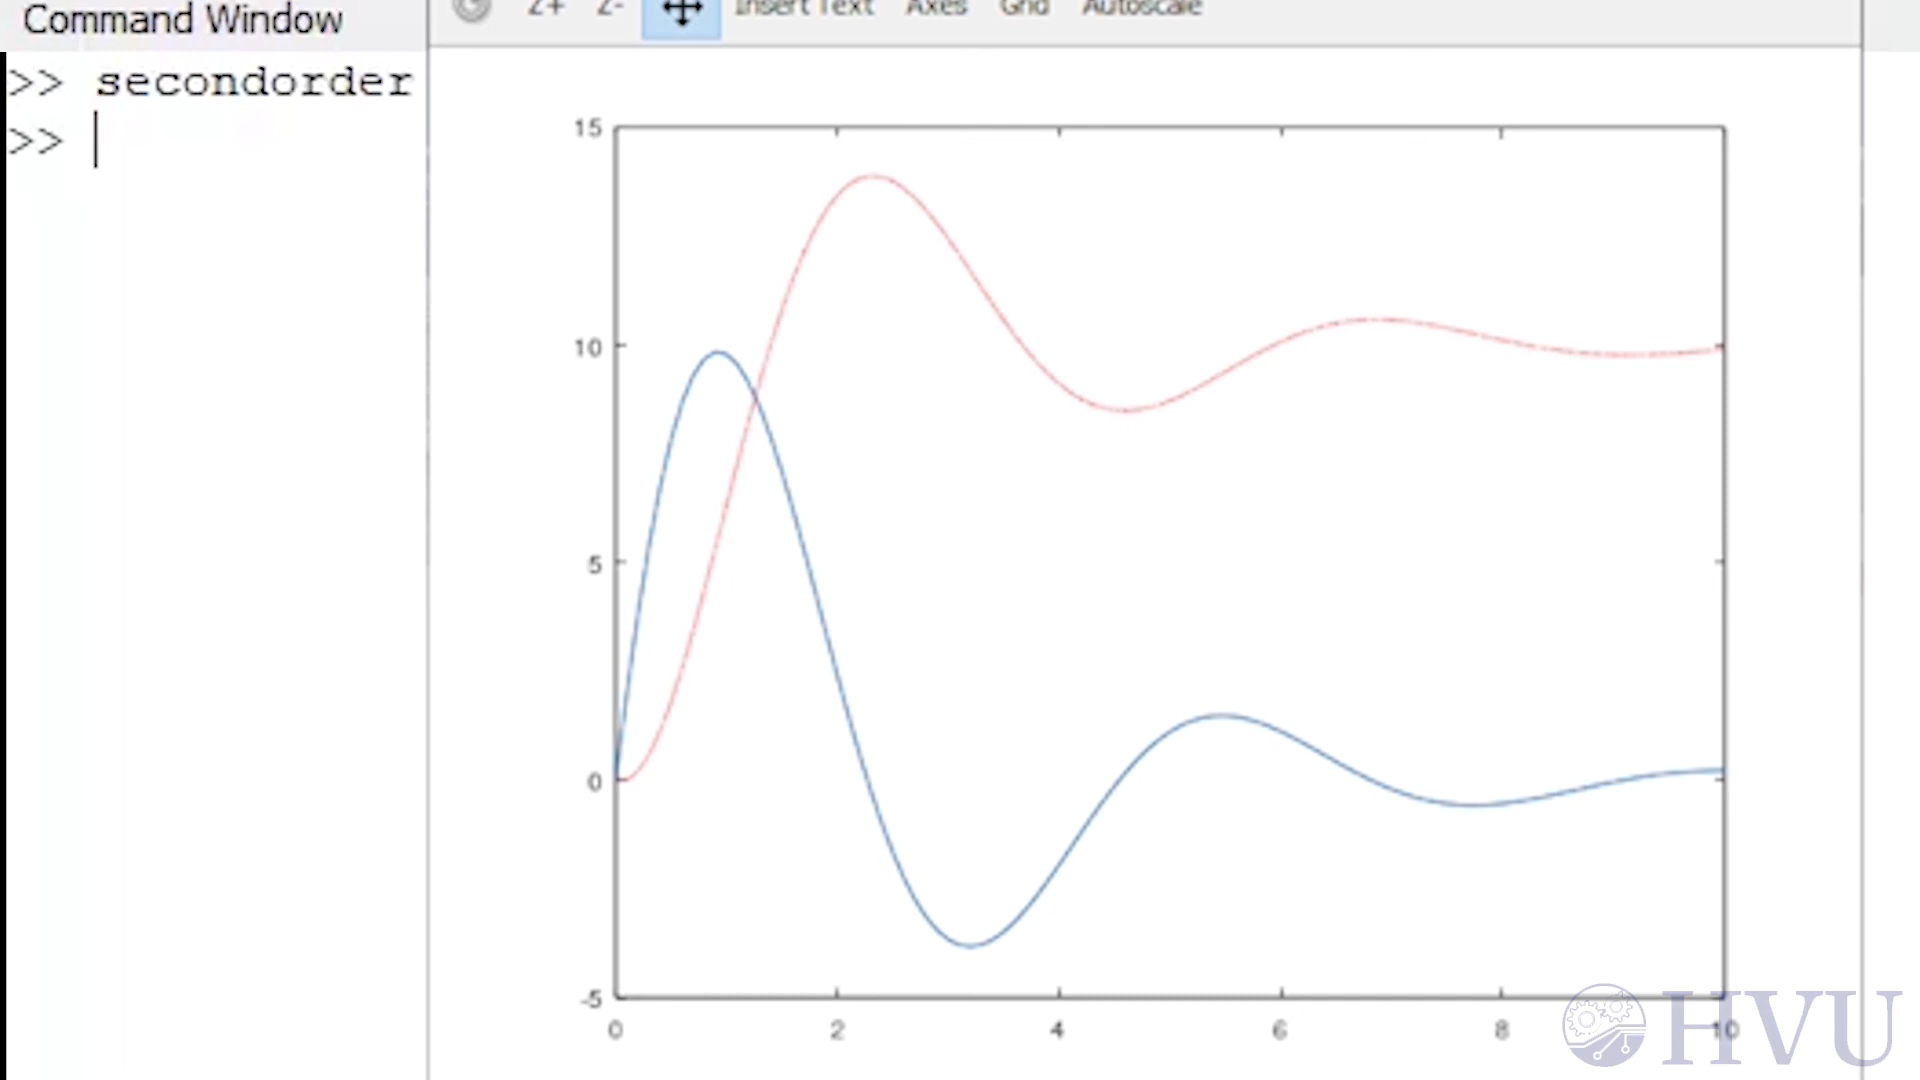 Command Window
Z+ Z- Insert Text Axes Grid Autoscale
>> secondorder
>>
15
10
5
0
-5
0 2 4 6 8 10
HVU